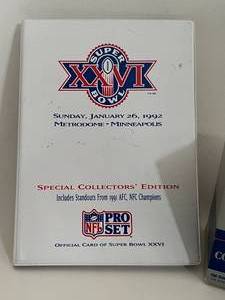 SUPER
XXVI
BOWL
SUNDAY, JANUARY 26, 1992
METRODOME • MINNEAPOLIS
SPECIAL COLLECTORS' EDITION
Includes Standouts From 1991 AFC, NFC Champions
NFL PRO
SET
OFFICIAL CARD OF SUPER BOWL XXVI